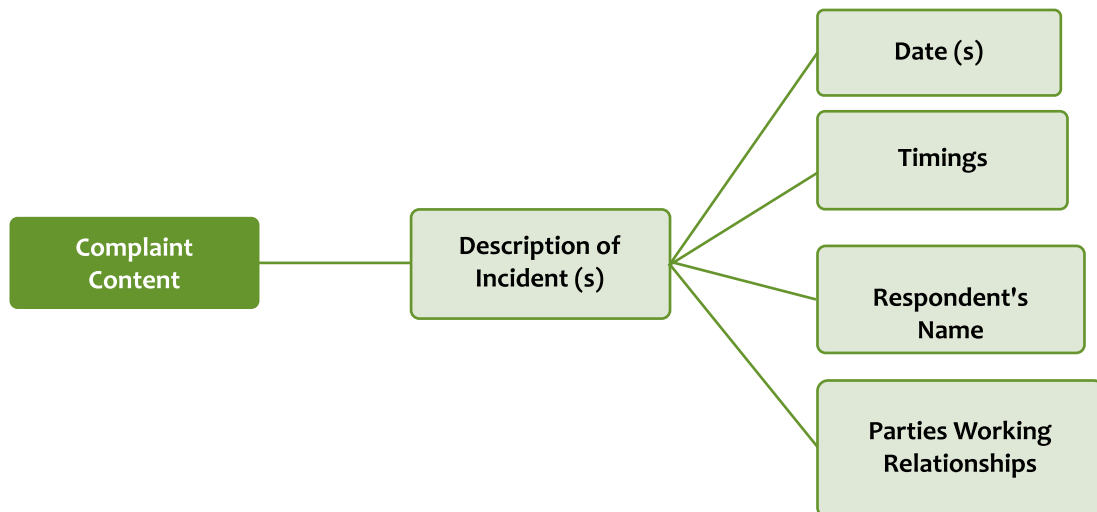 Complaint
Content
Description of
Incident (s)
Date (s)
Timings
Respondent's
Name
Parties Working
Relationships